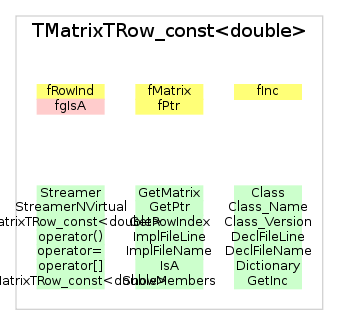 TMatrixTRow_const<double>
fRowInd
fgIsA
fMatrix
fPtr
fInc
Streamer
StreamerNVirtual
MatrixTRow_const<double>
operator()
operator=
operator[]
MatrixTRow_const<double>
GetMatrix
GetPtr
GetRowIndex
ImplFileLine
ImplFileName
IsA
ShowMembers
Class
Class_Name
Class_Version
DeclFileLine
DeclFileName
Dictionary
GetInc